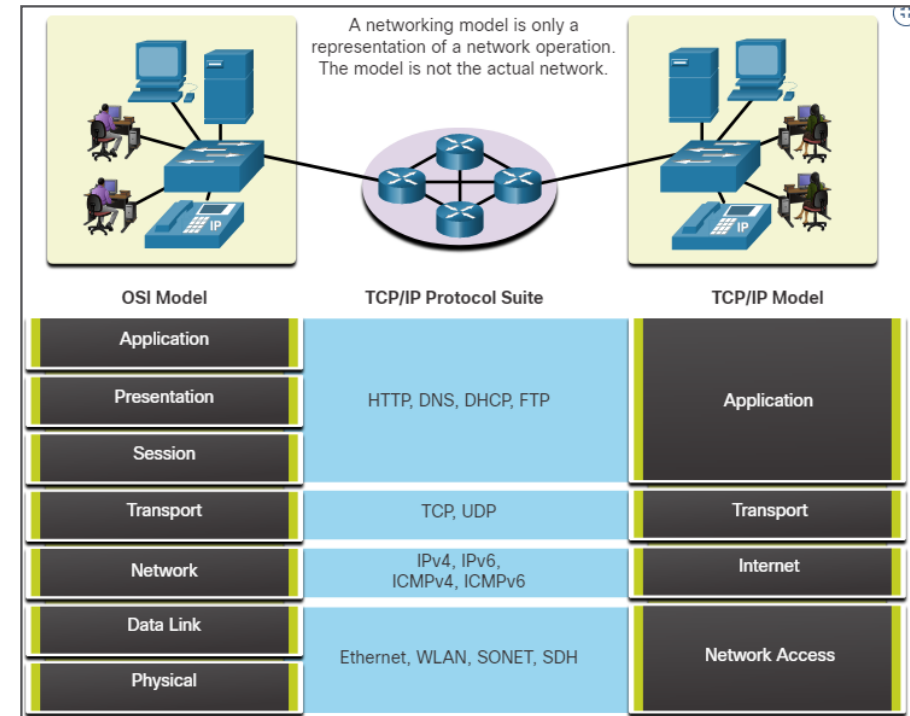 A networking model is only a
representation of a network operation.
The model is not the actual network.
IP
IP
OSI Model
TCP/IP Protocol Suite
TCP/IP Model
Application
Presentation
Session
Transport
Network
Data Link
Physical
HTTP, DNS, DHCP, FTP
TCP, UDP
IPv4, IPv6,
ICMPv4, ICMPv6
Ethernet, WLAN, SONET, SDH
Application
Transport
Internet
Network Access